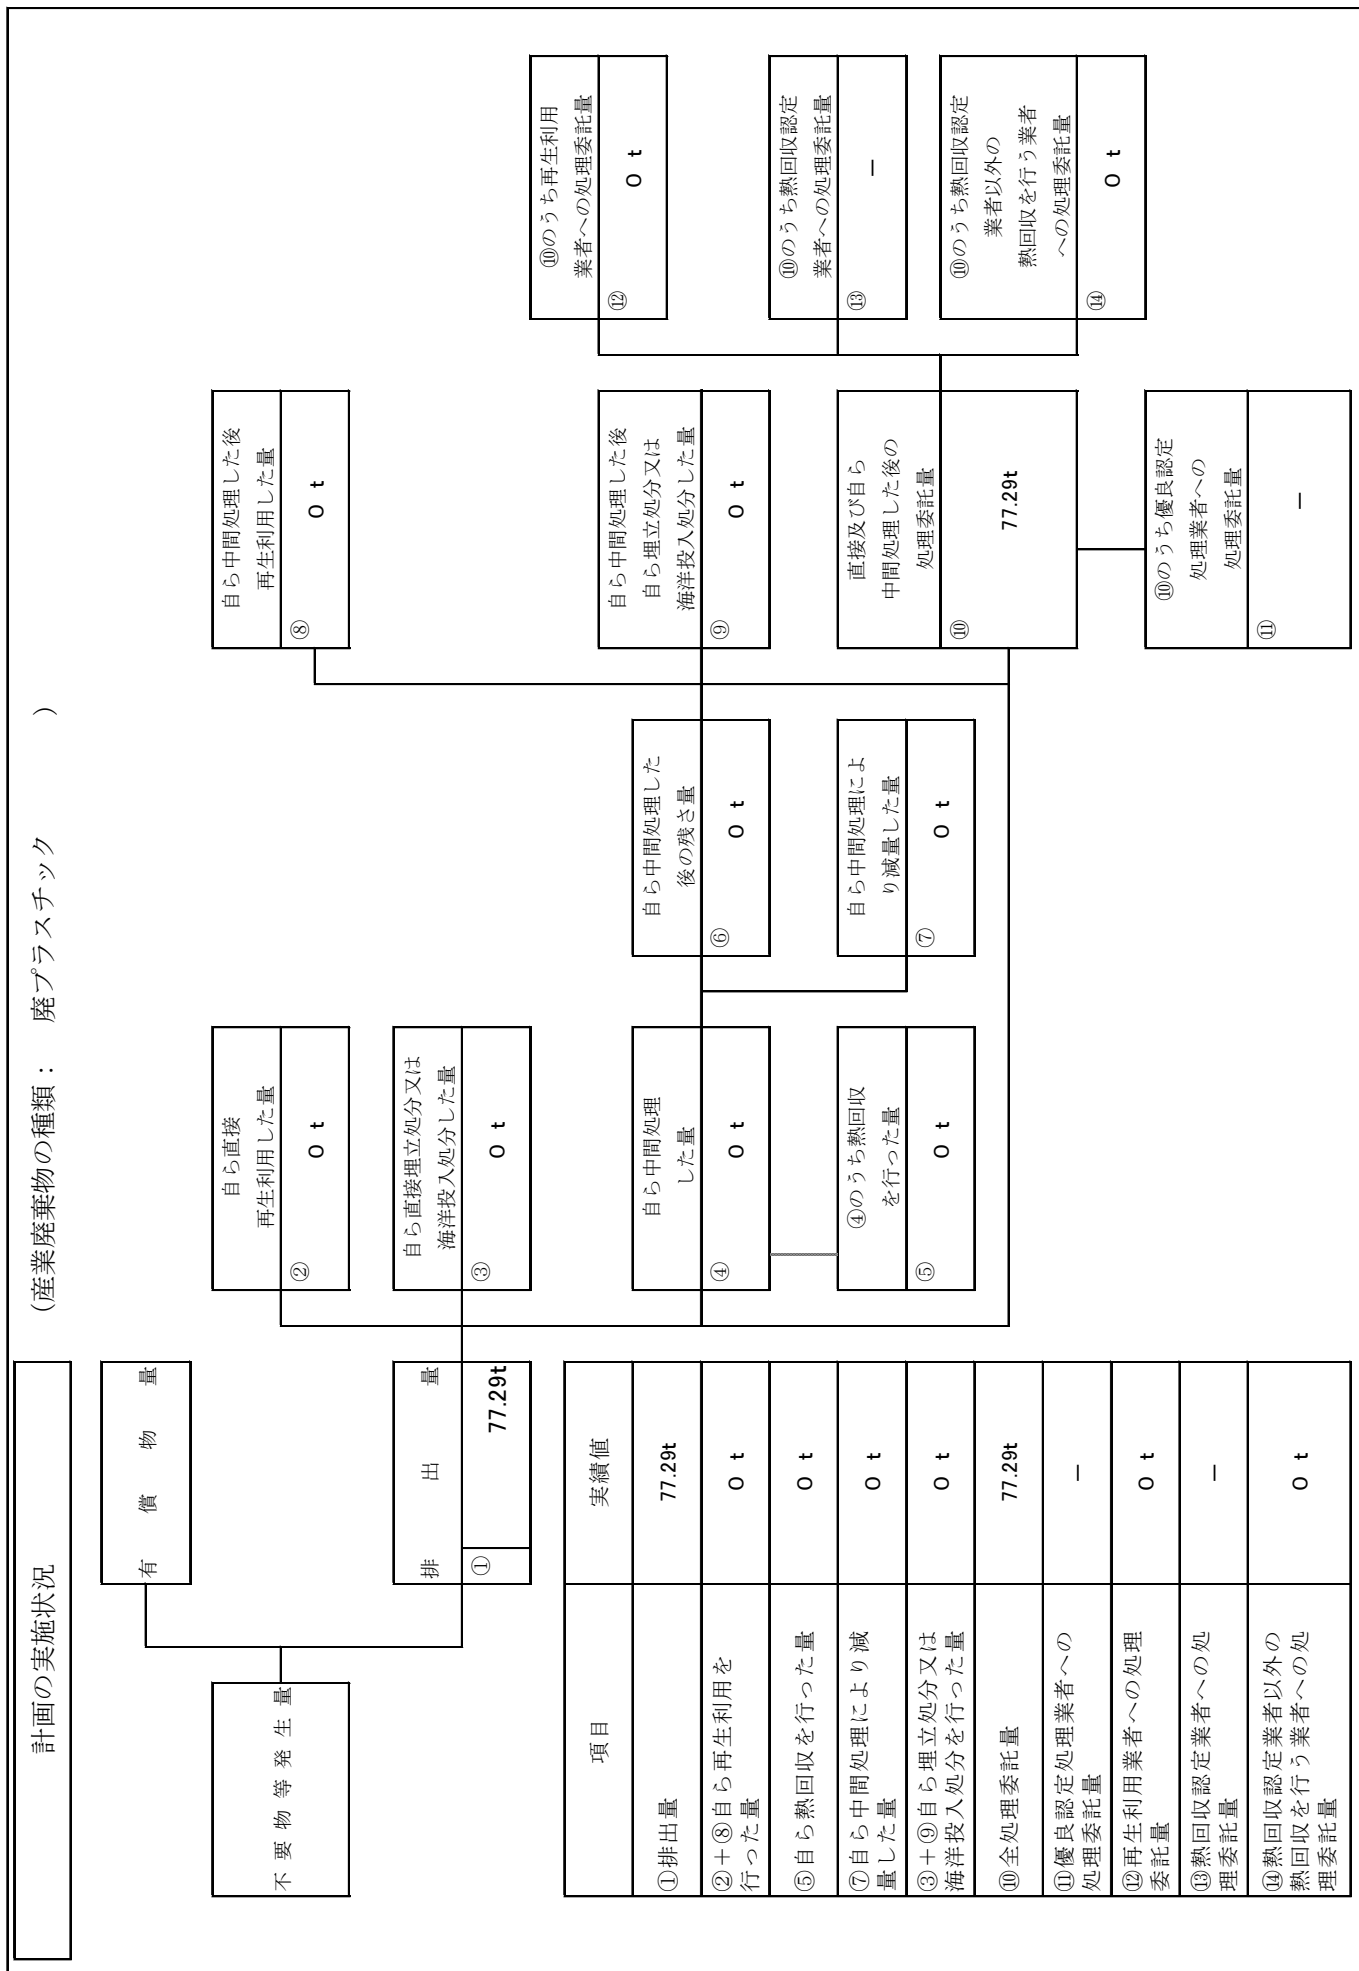 計画の実施状況
(産業廃棄物の種類： 廃プラスチック )
不要物等発生量
有償物量
排出量
①
77.29t
自ら直接
再生利用した量
②
0 t
自ら直接埋立処分又は
海洋投入処分した量
③
0 t
自ら中間処理
した量
④
0 t
④のうち熱回収
を行った量
⑤
0 t
自ら中間処理した
後の残さ量
⑥
0 t
自ら中間処理によ
り減量した量
⑦
0 t
自ら中間処理した後
再生利用した量
⑧
0 t
自ら中間処理した後
自ら埋立処分又は
海洋投入処分した量
⑨
0 t
直接及び自ら
中間処理した後の
処理委託量
⑩
77.29t
⑩のうち優良認定
処理業者への
処理委託量
⑪
－
⑩のうち再生利用
業者への処理委託量
⑫
0 t
⑩のうち熱回収認定
業者への処理委託量
⑬
－
⑩のうち熱回収認定
業者以外の
熱回収を行う業者
への処理委託量
⑭
0 t
項目
実績値
①排出量
77.29t
②＋⑧自ら再生利用を
行った量
0 t
⑤自ら熱回収を行った量
0 t
⑦自ら中間処理により減
量した量
0 t
③＋⑨自ら埋立処分又は
海洋投入処分を行った量
0 t
⑩全処理委託量
77.29t
⑪優良認定処理業者への
処理委託量
－
⑫再生利用業者への処理
委託量
0 t
⑬熱回収認定業者への処
理委託量
－
⑭熱回収認定業者以外の
熱回収を行う業者への処
理委託量
0 t